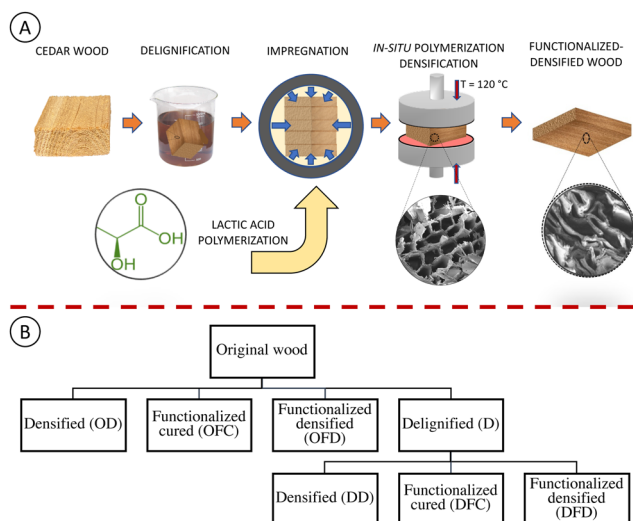 A
CEDAR WOOD
DELIGNIFICATION
IMPREGNATION
IN-SITU POLYMERIZATION
DENSIFICATION
FUNCTIONALIZED-
DENSIFIED WOOD
T = 120 °C
O
OH
OH
LACTIC ACID
POLYMERIZATION
B
Original wood
Densified (OD)
Functionalized
cured (OFC)
Functionalized
densified
(OFD)
Delignified (D)
Densified (DD)
Functionalized
cured (DFC)
Functionalized
densified (DFD)